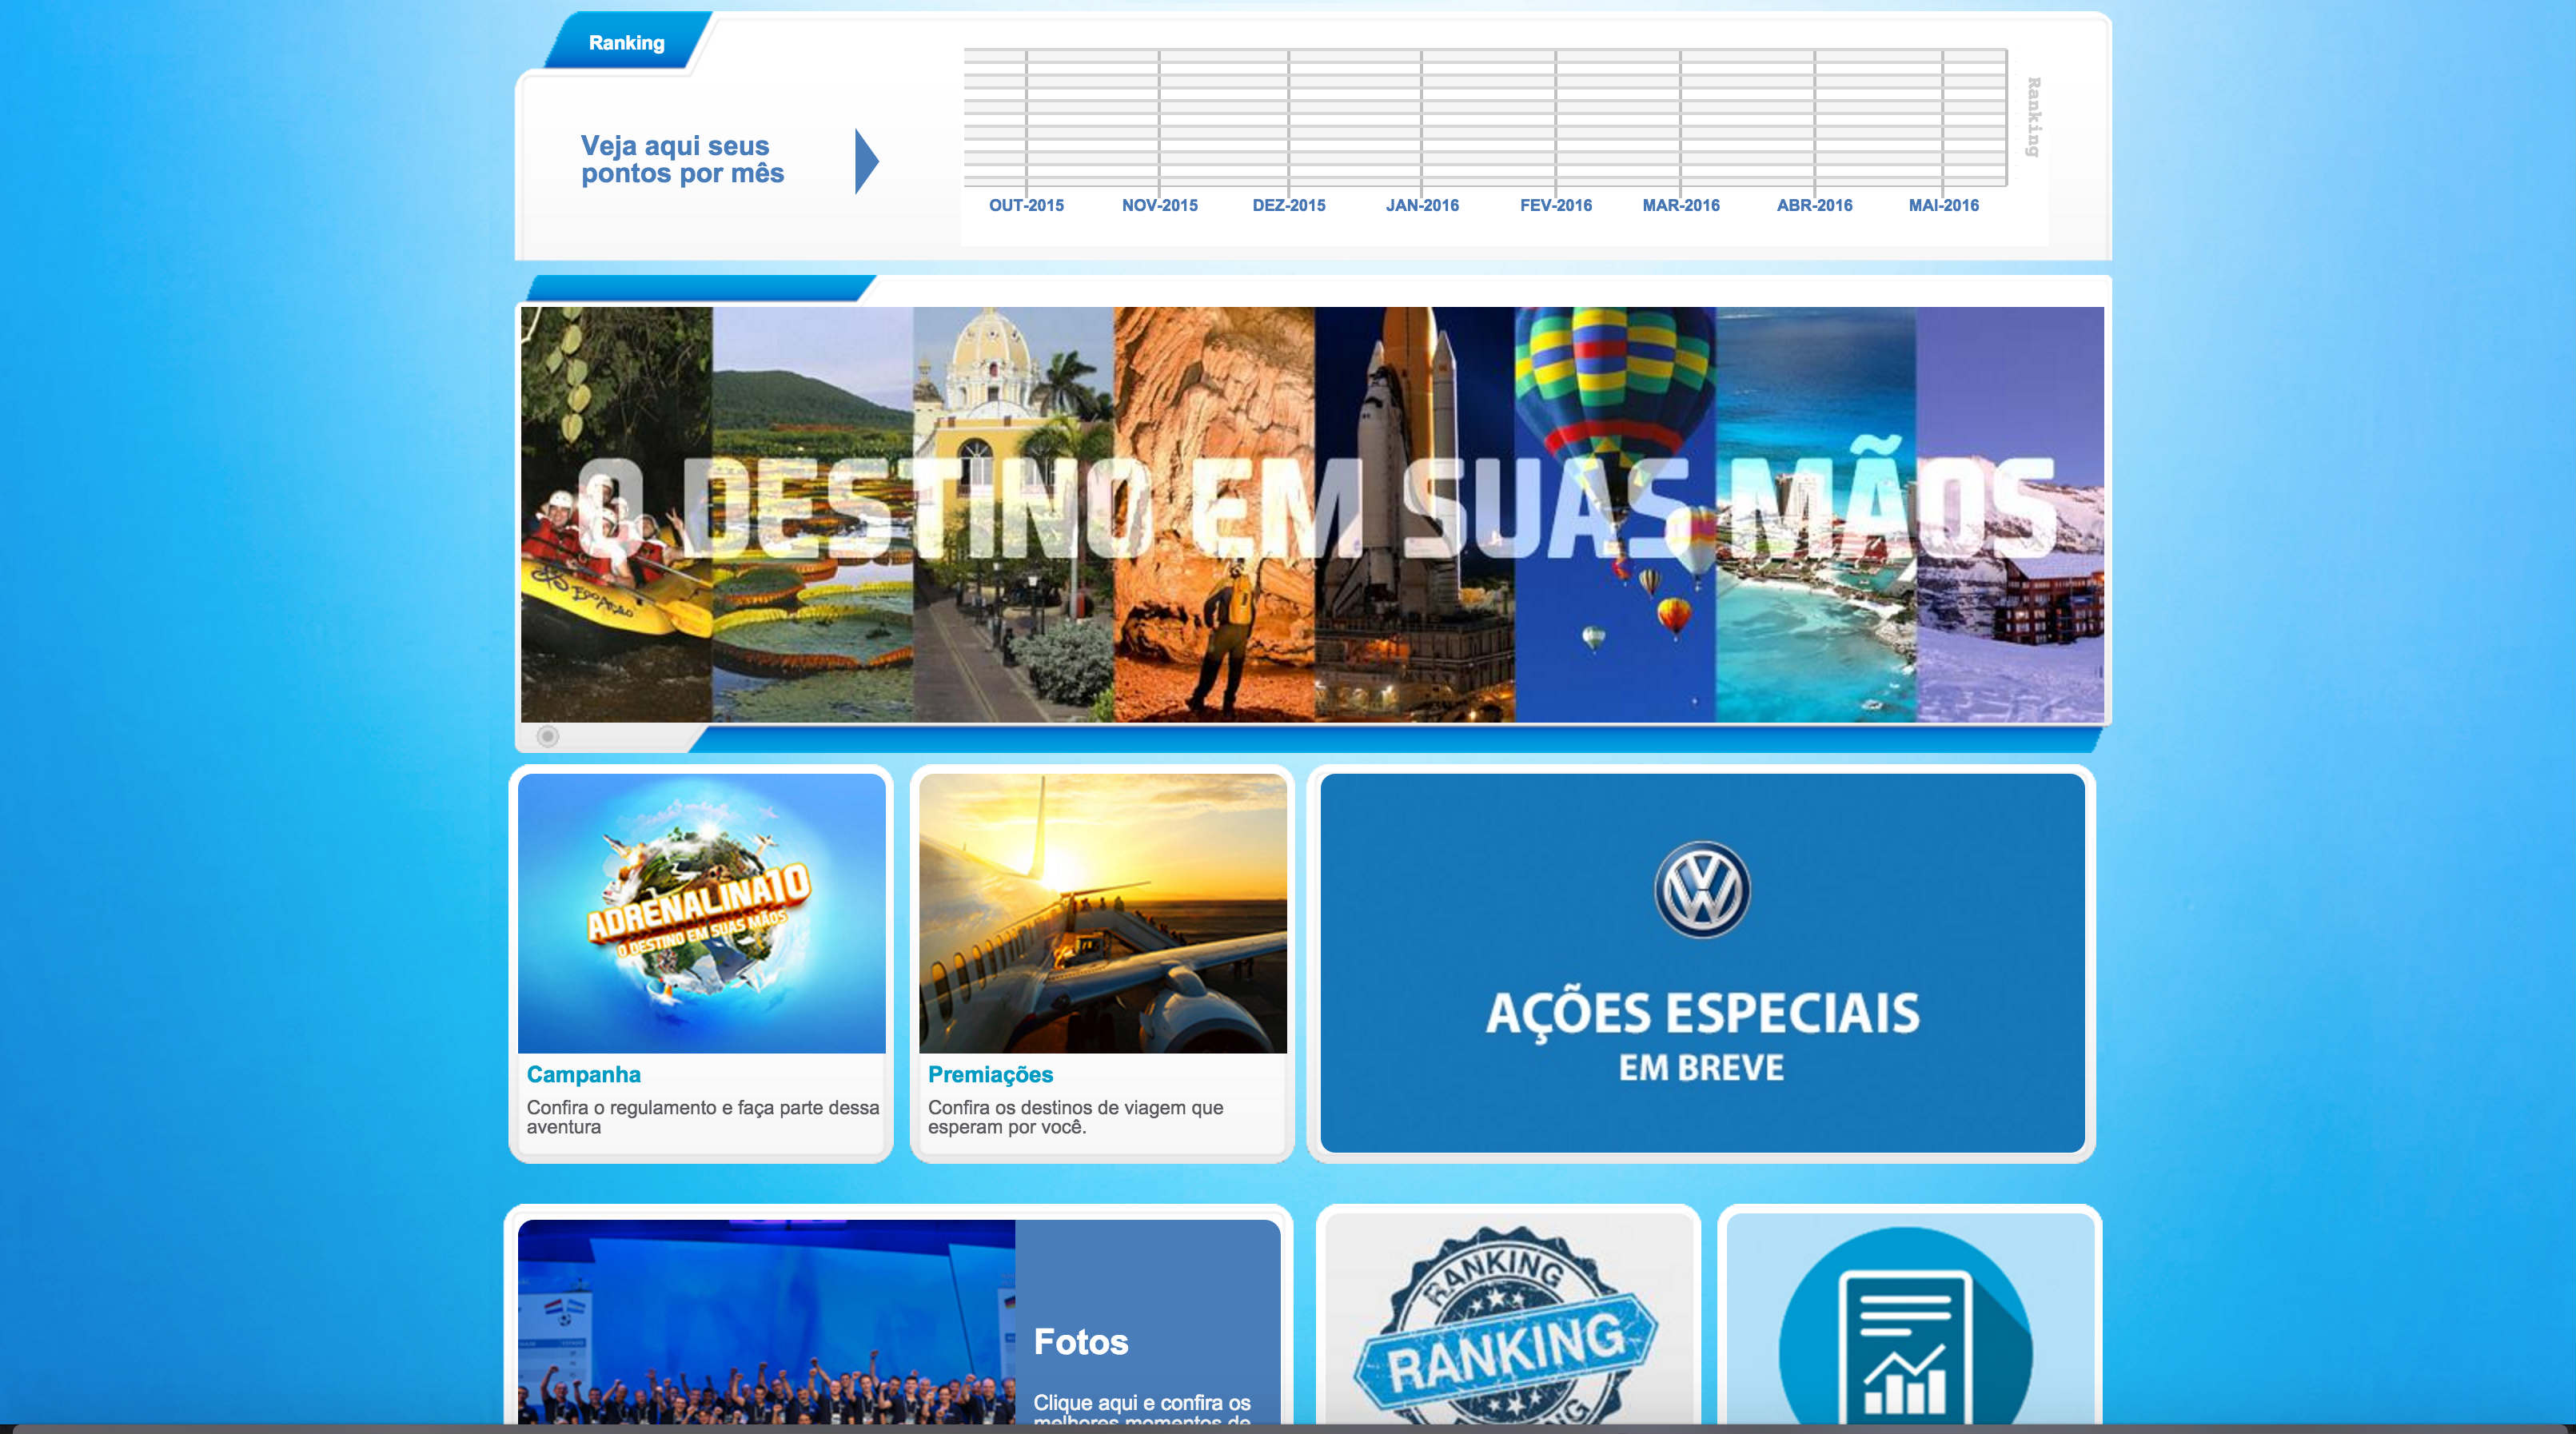 Ranking
Veja aqui seus
pontos por mês
Ranking
OUT-2015 NOV-2015 DEZ-2015 JAN-2016 FEV-2016 MAR-2016 ABR-2016 MAI-2016
O DESTINO EM SUAS MÃOS
ADRENALINA10
O DESTINO EM SUAS MÃOS
Campanha
Confira o regulamento e faça parte dessa
aventura
Premiações
Confira os destinos de viagem que
esperam por você.
AÇÕES ESPECIAIS
EM BREVE
Fotos
Clique aqui e confira os
melhores momentos de
RANKING
RANKING